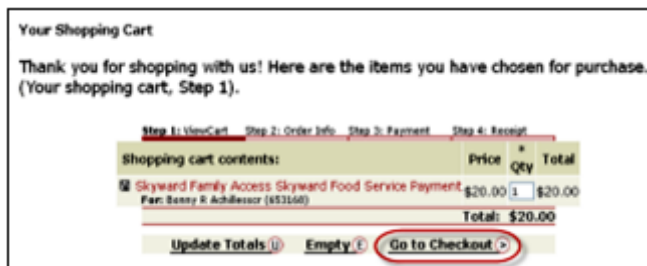 Your Shopping Cart
Thank you for shopping with us! Here are the items you have chosen for purchase.
(Your shopping cart, Step 1).
Step 1: ViewCart Step 2: Order Info Step 3: Payment Step 4: Receipt
Shopping cart contents: Price * Qty Total
Skyward Family Access Skyward Food Service Payment $20.00 1 $20.00
For: Benny R Achillessor (653160)
Total: $20.00
Update Totals U Empty E Go to Checkout >